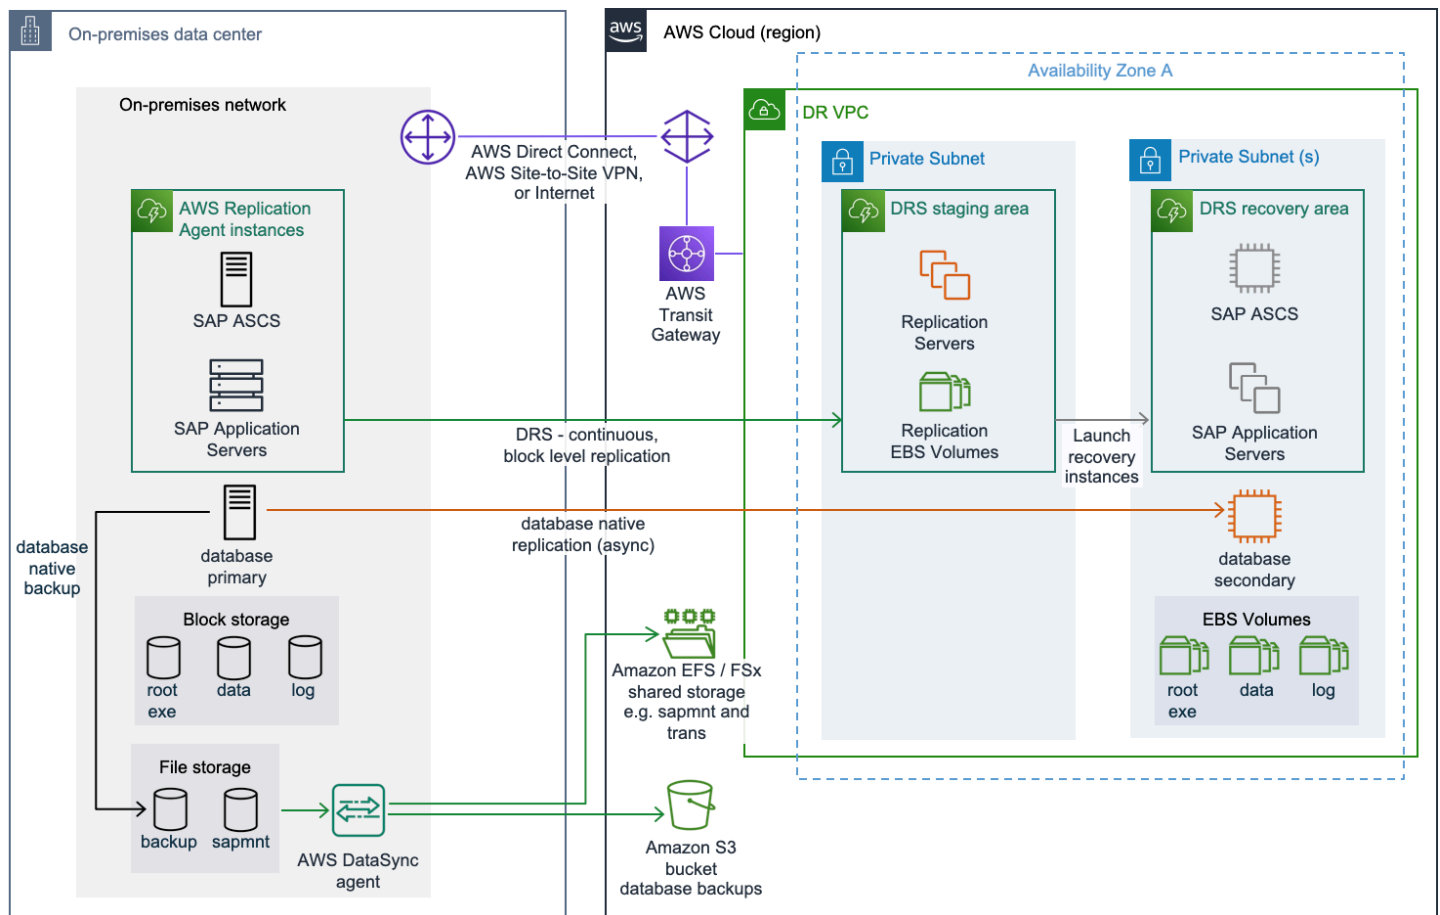 On-premises data center
aws
AWS Cloud (region)
Availability Zone A
On-premises network
DR VPC
AWS Direct Connect,
AWS Site-to-Site VPN,
or Internet
Private Subnet
Private Subnet (s)
AWS Replication
Agent instances
DRS staging area
DRS recovery area
SAP ASCS
AWS
Transit
Gateway
Replication
Servers
SAP ASCS
SAP Application
Servers
DRS - continuous,
block level replication
Replication
EBS Volumes
Launch
recovery
instances
SAP Application
Servers
database
native
backup
database
primary
database native
replication (async)
database
secondary
Block storage
root
exe
data
log
Amazon EFS / FSx
shared storage
e.g. sapmnt and
trans
EBS Volumes
root
exe
data
log
File storage
backup
sapmnt
AWS DataSync
agent
Amazon S3
bucket
database backups